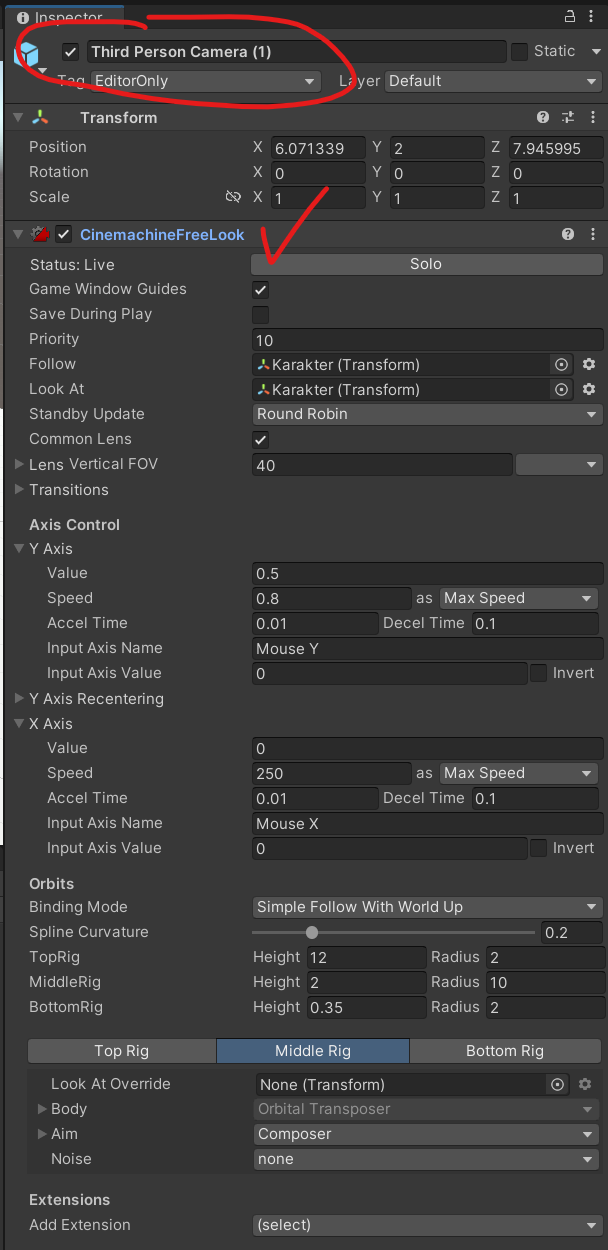 Inspector
Third Person Camera (1) Static
Tag EditorOnly Layer Default
Transform
Position X 6.071339 Y 2 Z 7.945995
Rotation X 0 Y 0 Z 0
Scale X 1 Y 1 Z 1
CinemachineFreeLook
Status: Live Solo
Game Window Guides
Save During Play
Priority 10
Follow Karakter (Transform)
Look At Karakter (Transform)
Standby Update Round Robin
Common Lens
Lens Vertical FOV 40
Transitions
Axis Control
Y Axis
Value 0.5
Speed 0.8 as Max Speed
Accel Time 0.01 Decel Time 0.1
Input Axis Name Mouse Y
Input Axis Value 0 Invert
Y Axis Recentering
X Axis
Value 0
Speed 250 as Max Speed
Accel Time 0.01 Decel Time 0.1
Input Axis Name Mouse X
Input Axis Value 0 Invert
Orbits
Binding Mode Simple Follow With World Up
Spline Curvature 0.2
TopRig Height 12 Radius 2
MiddleRig Height 2 Radius 10
BottomRig Height 0.35 Radius 2
Top Rig Middle Rig Bottom Rig
Look At Override None (Transform)
Body Orbital Transposer
Aim Composer
Noise none
Extensions
Add Extension (select)